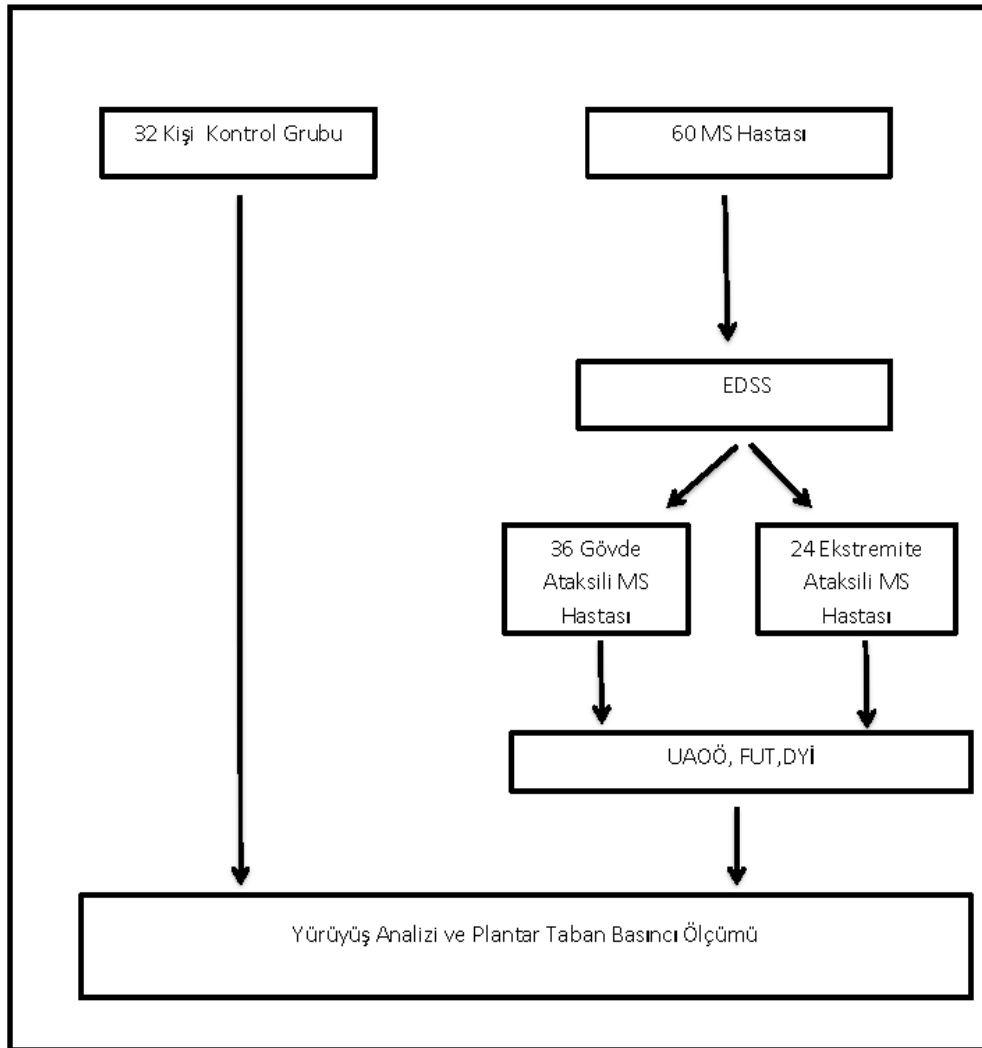 32 Kişi Kontrol Grubu
60 MS Hastası
EDSS
36 Gövde
Ataksili MS
Hastası
24 Ekstremite
Ataksili MS
Hastası
UAOÖ, FUT,DYİ
Yürüyüş Analizi ve Plantar Taban Basıncı Ölçümü